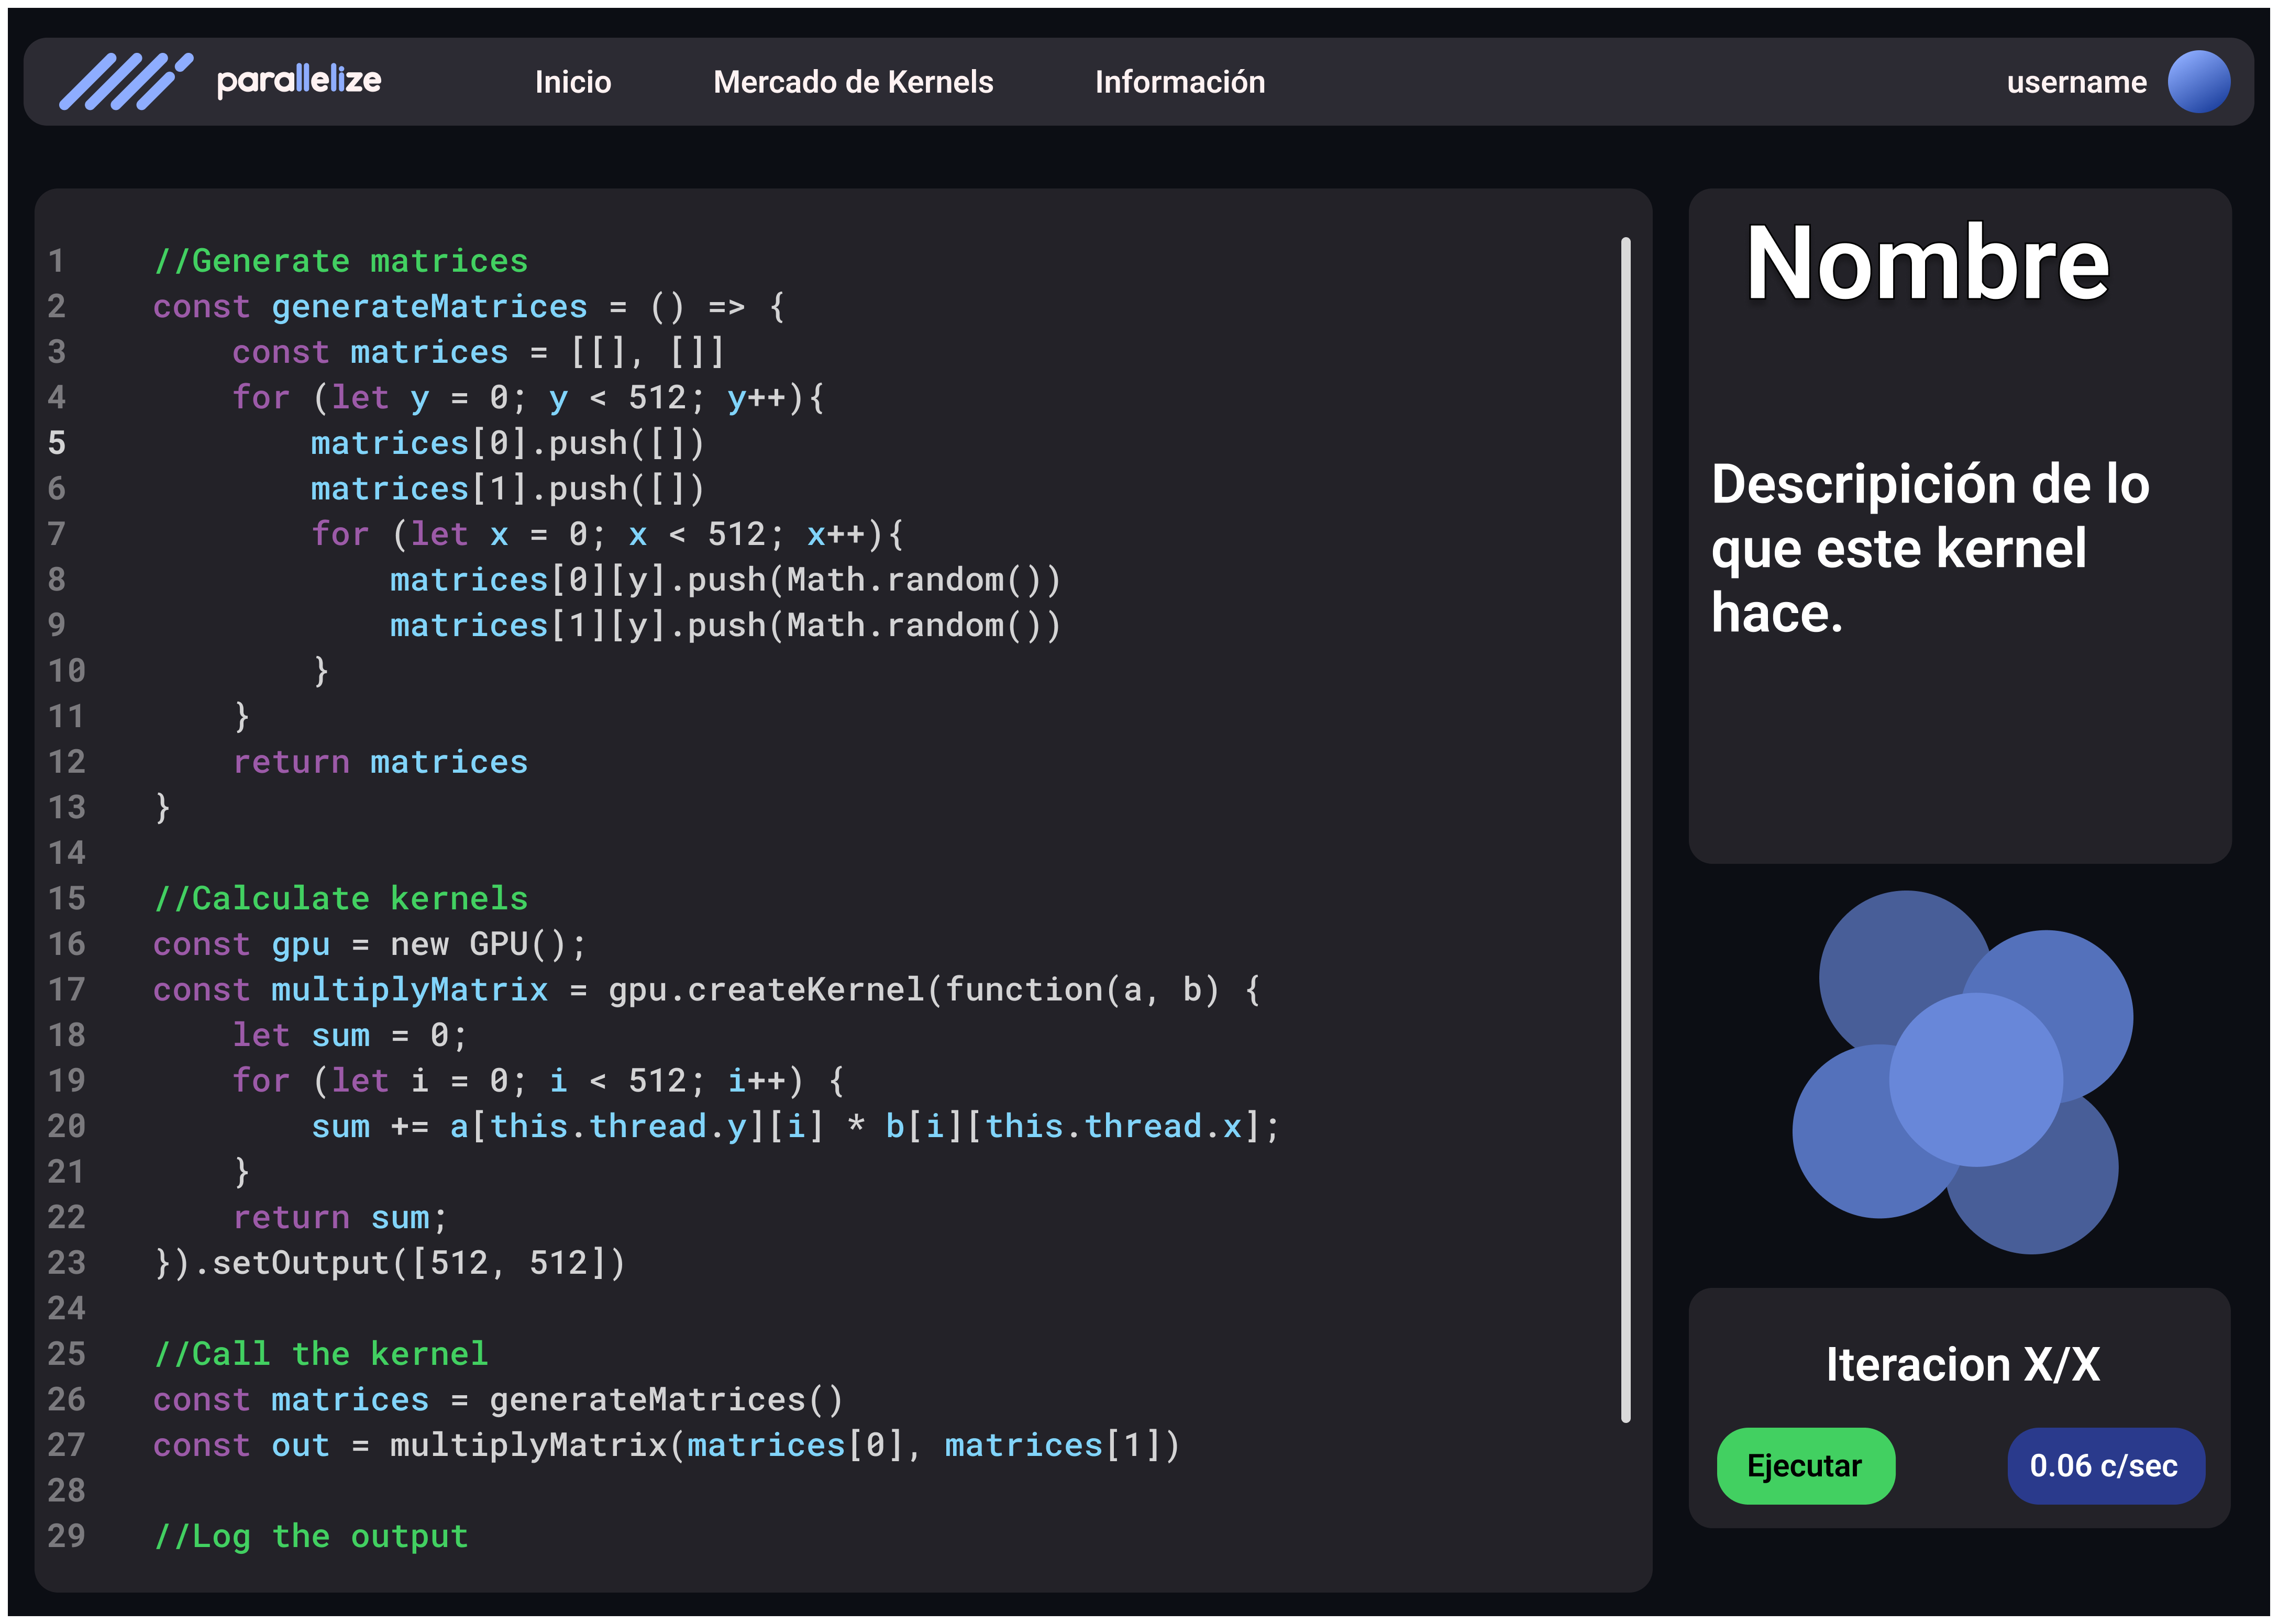 parallelize Inicio Mercado de Kernels Información username
1 //Generate matrices
2 const generateMatrices = () => {
3 const matrices = [[], []]
4 for (let y = 0; y < 512; y++){
5 matrices[0].push([])
6 matrices[1].push([])
7 for (let x = 0; x < 512; x++){
8 matrices[0][y].push(Math.random())
9 matrices[1][y].push(Math.random())
10 }
11 }
12 return matrices
13 }
14
15 //Calculate kernels
16 const gpu = new GPU();
17 const multiplyMatrix = gpu.createKernel(function(a, b) {
18 let sum = 0;
19 for (let i = 0; i < 512; i++) {
20 sum += a[this.thread.y][i] * b[i][this.thread.x];
21 }
22 return sum;
23 }).setOutput([512, 512])
24
25 //Call the kernel
26 const matrices = generateMatrices()
27 const out = multiplyMatrix(matrices[0], matrices[1])
28
29 //Log the output
Nombre
Descripición de lo
que este kernel
hace.
Iteracion X/X
Ejecutar 0.06 c/sec